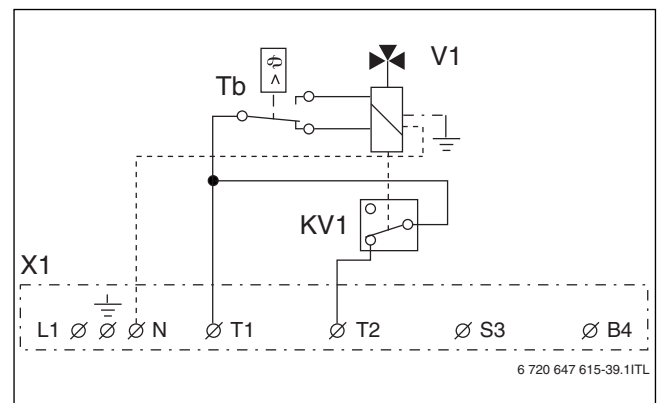 V1
ϑ <
Tb
KV1
X1
L1 N T1 T2 S3 B4
6 720 647 615-39.1ITL